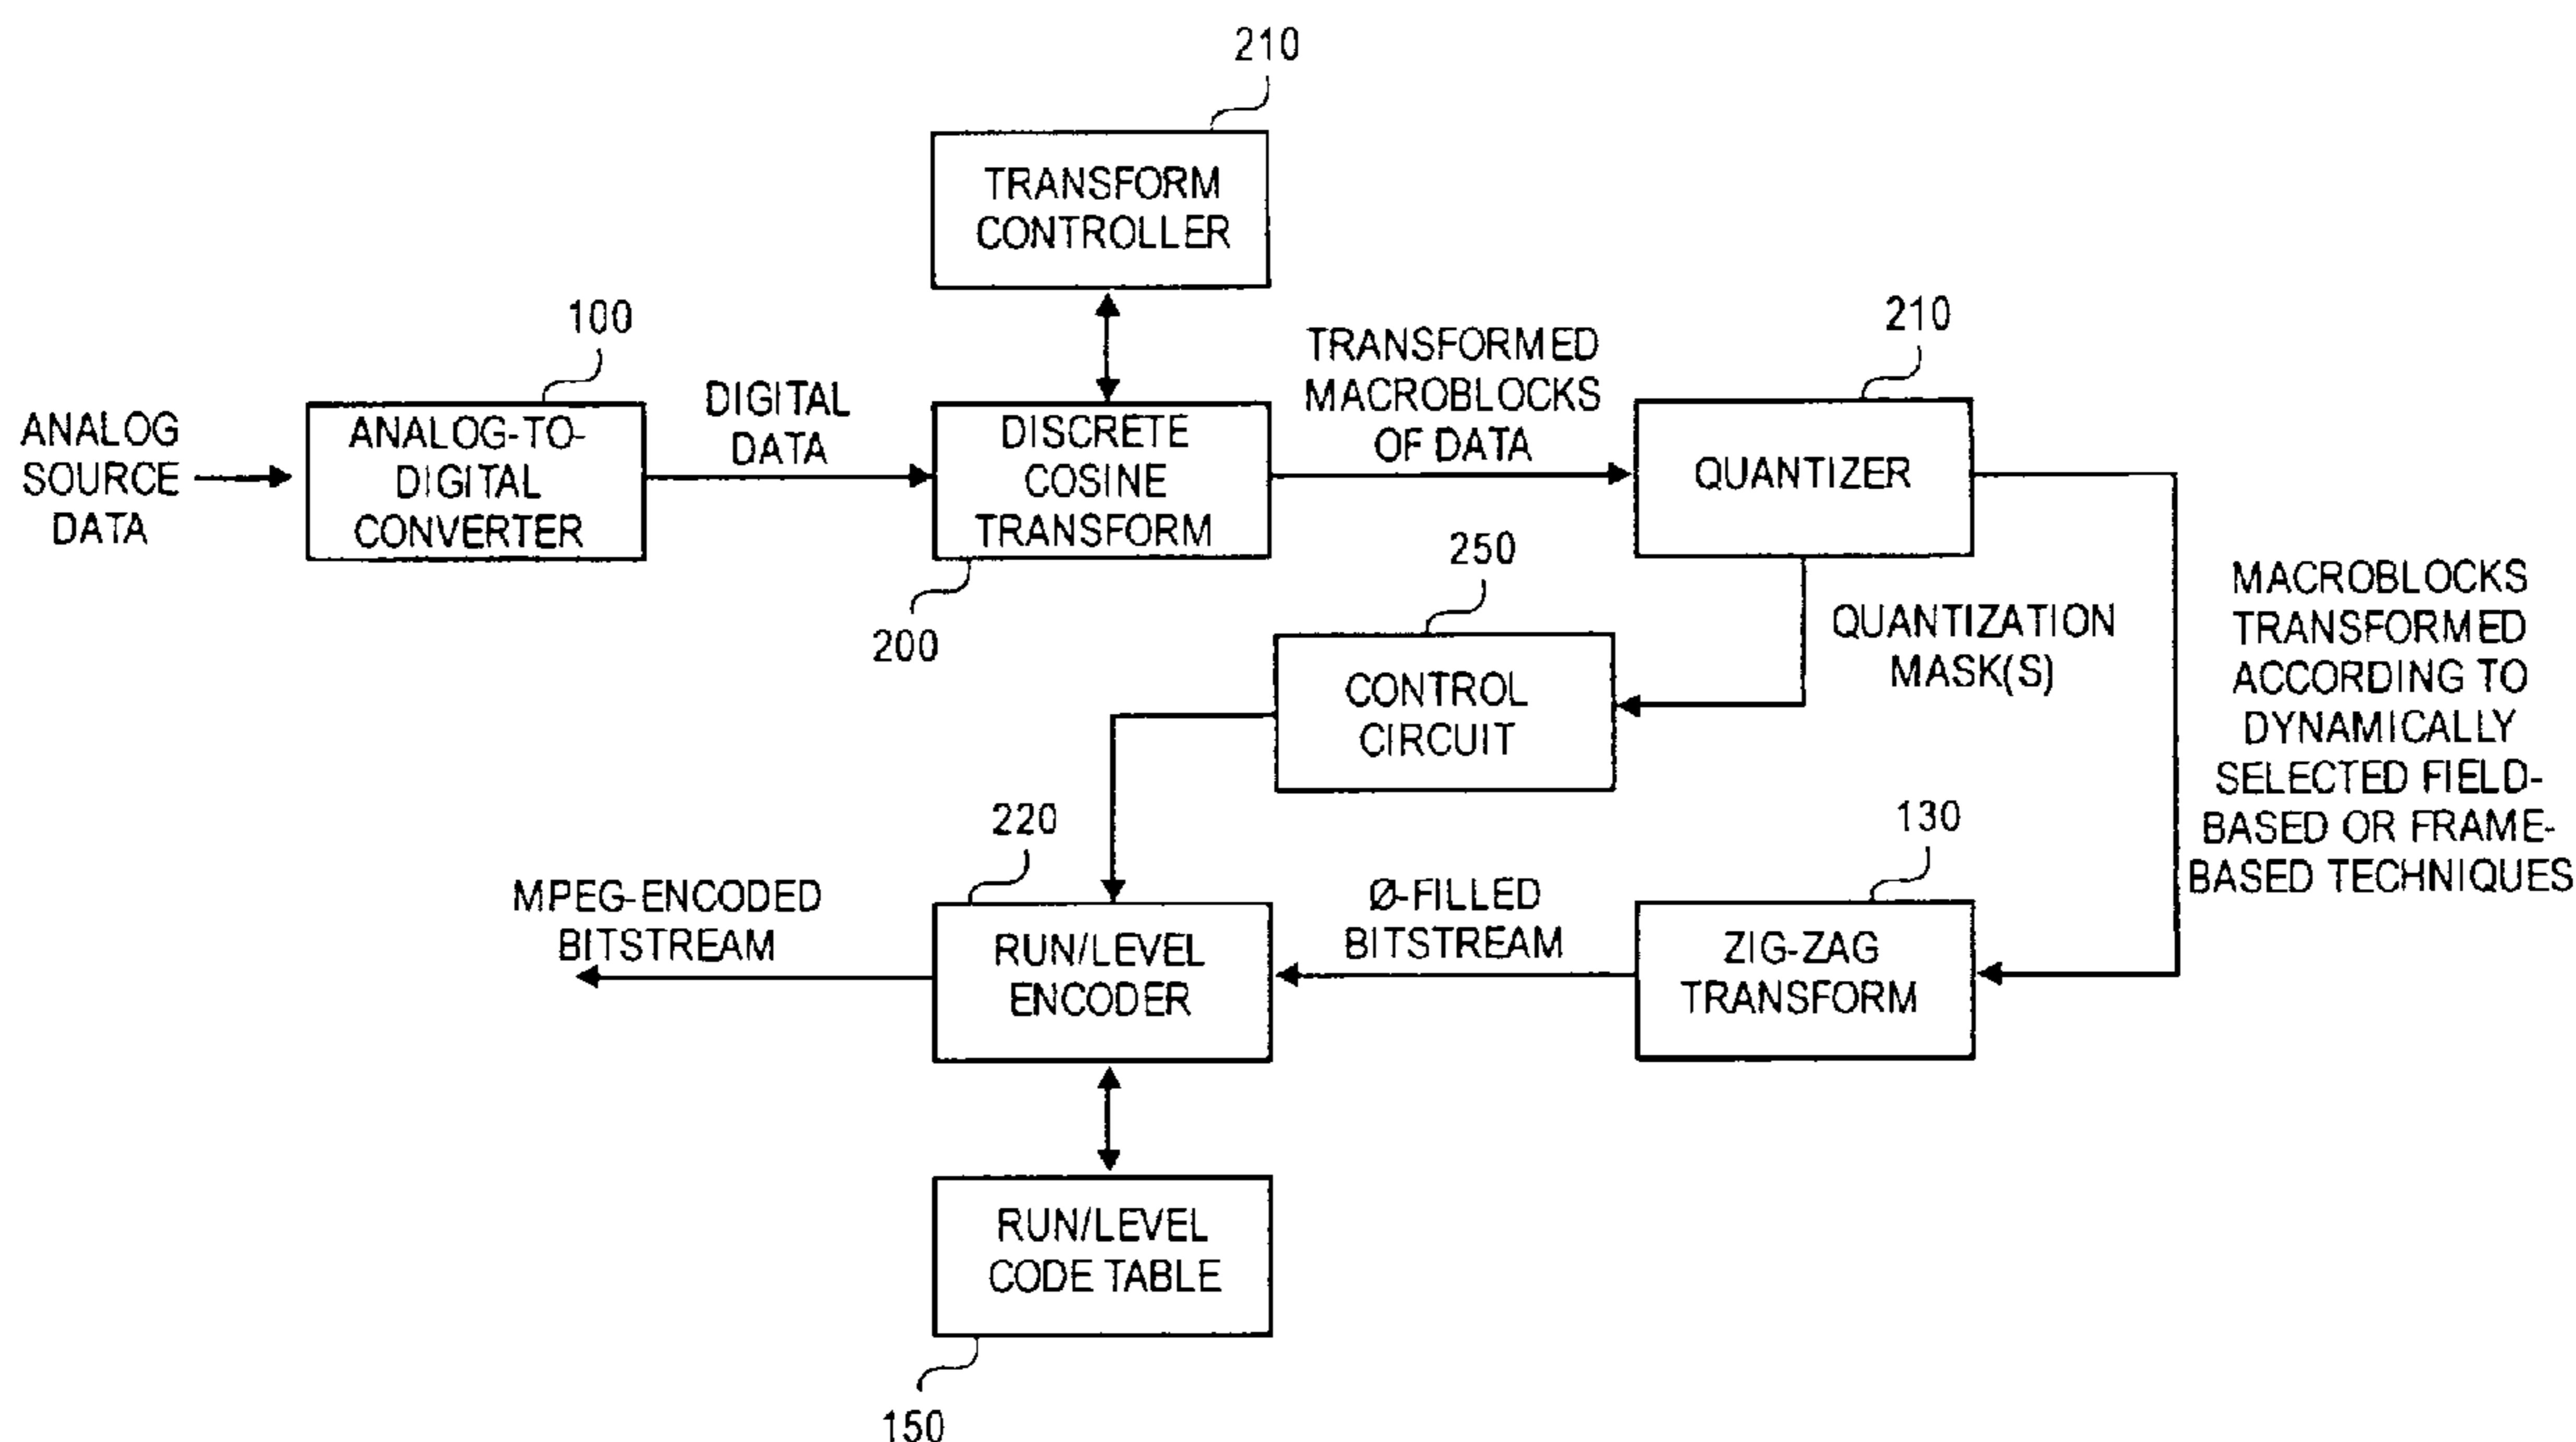 210
TRANSFORM
CONTROLLER
100
ANALOG
SOURCE
DATA
ANALOG-TO-
DIGITAL
CONVERTER
DIGITAL
DATA
DISCRETE
COSINE
TRANSFORM
200
TRANSFORMED
MACROBLOCKS
OF DATA
210
QUANTIZER
250
CONTROL
CIRCUIT
QUANTIZATION
MASK(S)
MACROBLOCKS
TRANSFORMED
ACCORDING TO
DYNAMICALLY
SELECTED FIELD-
BASED OR FRAME-
BASED TECHNIQUES
130
ZIG-ZAG
TRANSFORM
Ø-FILLED
BITSTREAM
220
RUN/LEVEL
ENCODER
MPEG-ENCODED
BITSTREAM
RUN/LEVEL
CODE TABLE
150